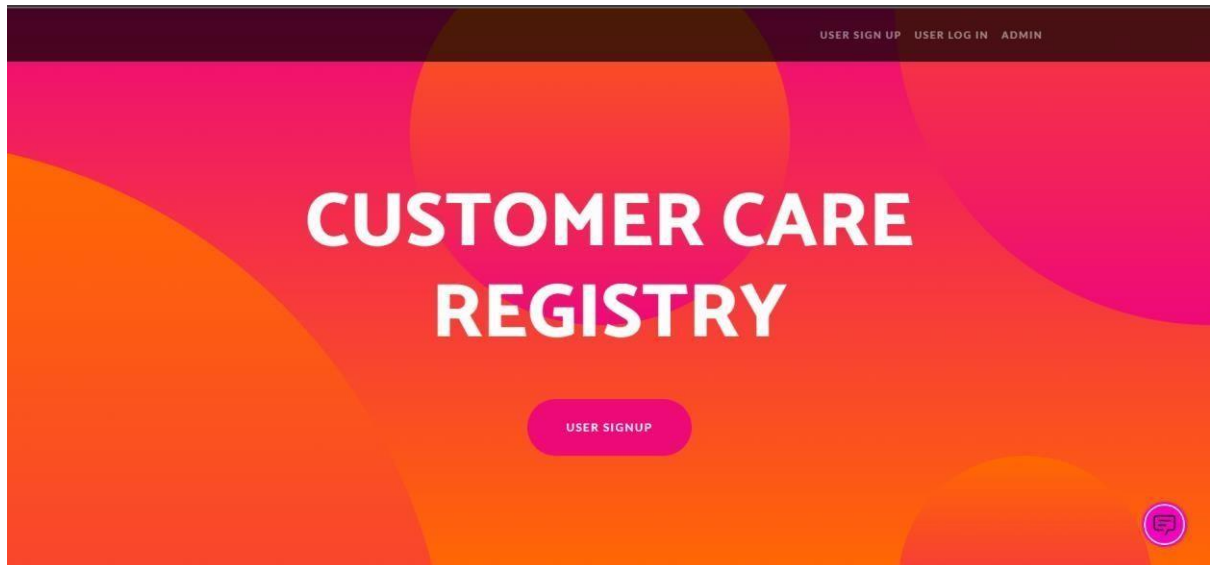 USER SIGN UP USER LOG IN ADMIN
CUSTOMER CARE
REGISTRY
USER SIGNUP